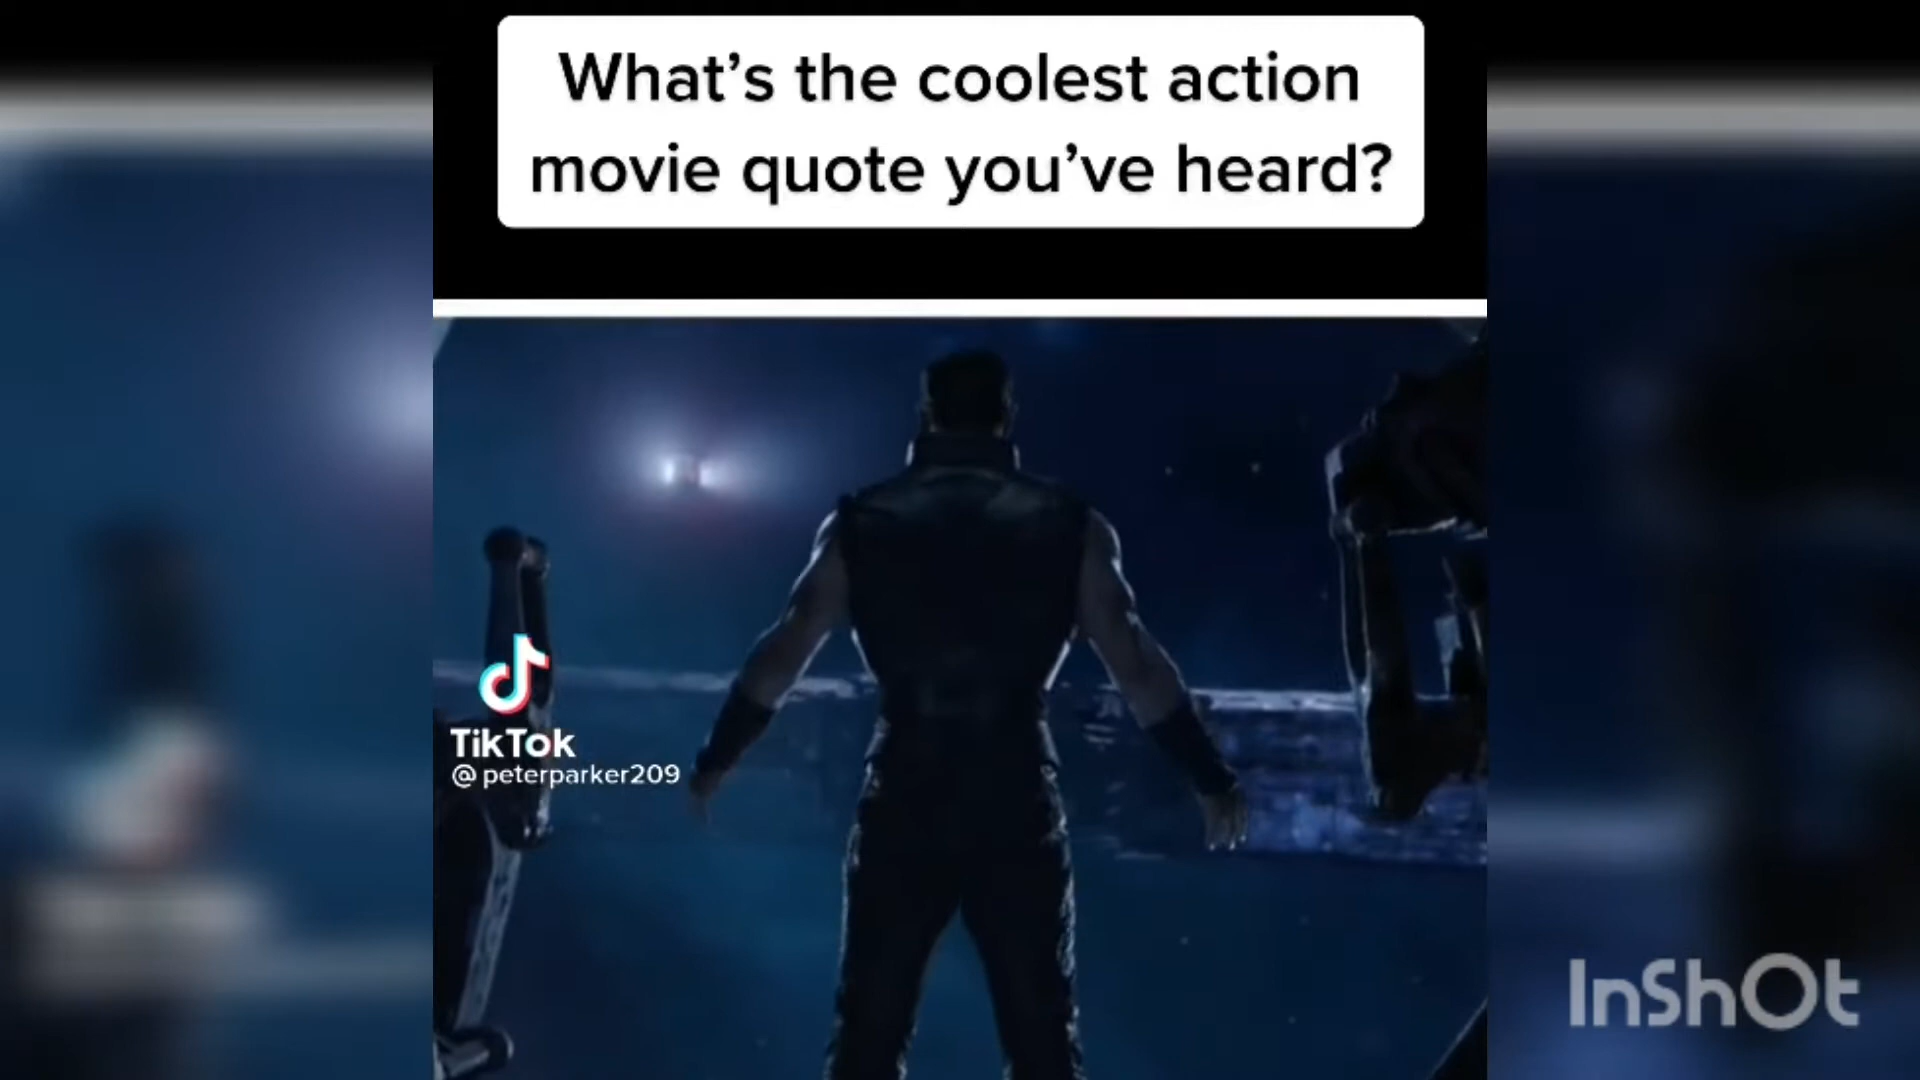 What’s the coolest action
movie quote you’ve heard?
TikTok
@peterparker209
InShOt